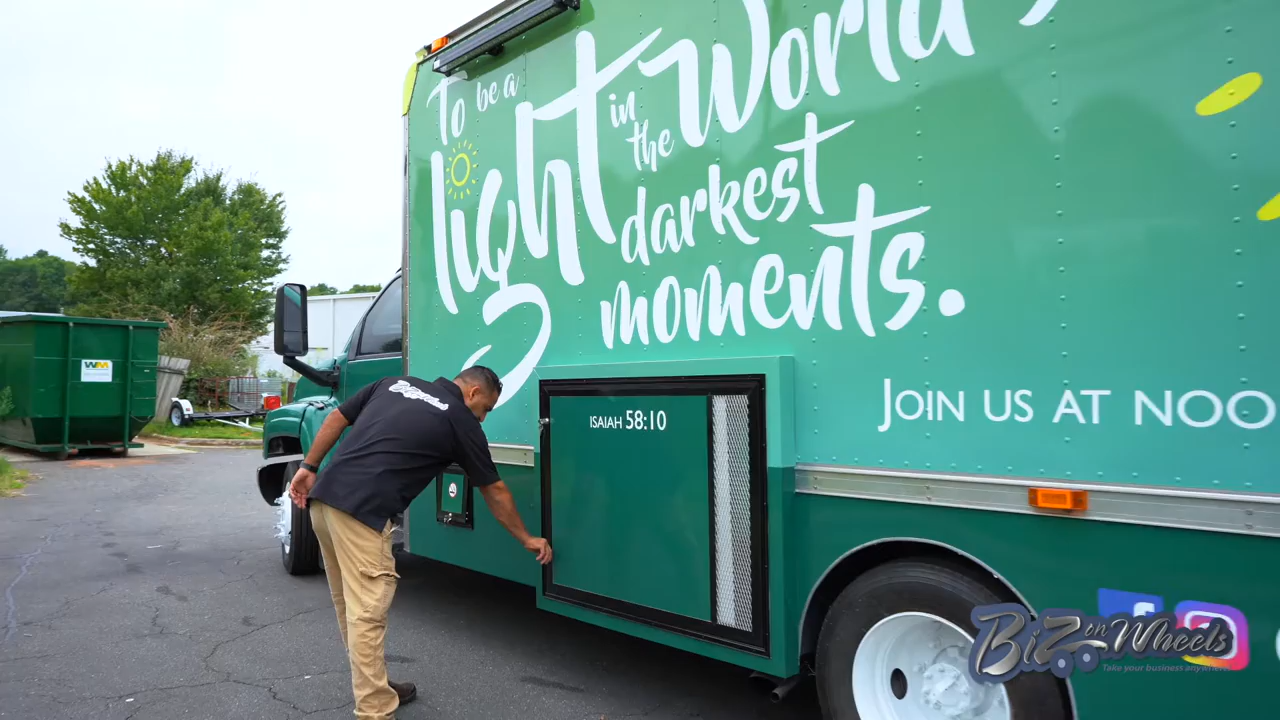 To be a
light in the World
darkest
moments.
ISAIAH 58:10
JOIN US AT NOO
WM
BiZ on Wheels
Take your business anywhere